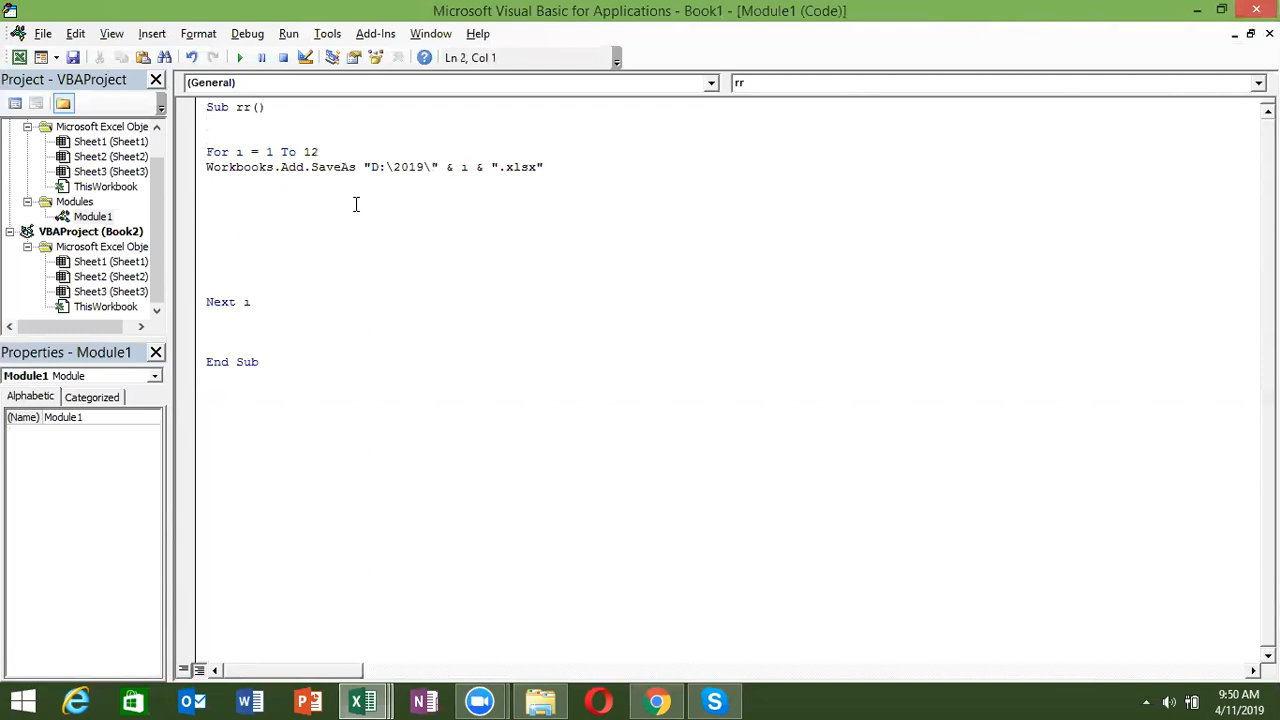 Microsoft Visual Basic for Applications - Book1 - [Module1 (Code)]
File Edit View Insert Format Debug Run Tools Add-Ins Window Help
Ln 2, Col 1
Project - VBAProject
(General)
rr
Microsoft Excel Obje
Sheet1 (Sheet1)
Sheet2 (Sheet2)
Sheet3 (Sheet3)
ThisWorkbook
Modules
Module1
VBAProject (Book2)
Microsoft Excel Obje
Sheet1 (Sheet1)
Sheet2 (Sheet2)
Sheet3 (Sheet3)
ThisWorkbook
Sub rr()
For i = 1 To 12
Workbooks.Add.SaveAs "D:\2019\" & i & ".xlsx"
Next i
End Sub
Properties - Module1
Module1 Module
Alphabetic Categorized
(Name) Module1
9:50 AM
4/11/2019